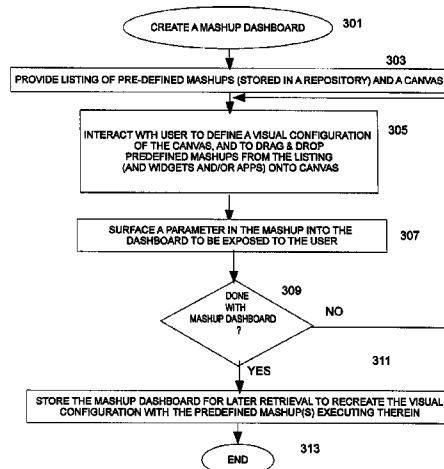 CREATE A MASHUP DASHBOARD
301
303
PROVIDE LISTING OF PRE-DEFINED MASHUPS (STORED IN A REPOSITORY) AND A CANVAS
305
INTERACT WTH USER TO DEFINE A VISUAL CONFIGURATION
OF THE CANVAS, AND TO DRAG & DROP
PREDEFINED MASHUPS FROM THE LISTING
(AND WIDGETS AND/OR APPS) ONTO CANVAS
SURFACE A PARAMETER IN THE MASHUP INTO THE
DASHBOARD TO BE EXPOSED TO THE USER
307
309
DONE
WITH
MASHUP DASHBOARD
?
NO
YES
311
STORE THE MASHUP DASHBOARD FOR LATER RETRIEVAL TO RECREATE THE VISUAL
CONFIGURATION WITH THE PREDEFINED MASHUP(S) EXECUTING THEREIN
END
313